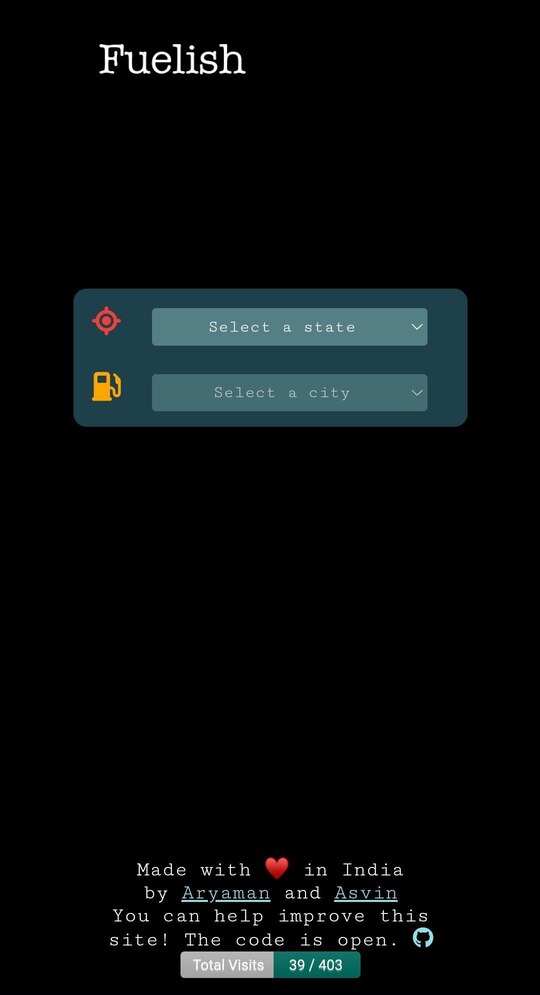 Fuelish
Select a state
Select a city
Made with ❤️ in India
by Aryaman and Asvin
You can help improve this
site! The code is open.
Total Visits 39 / 403